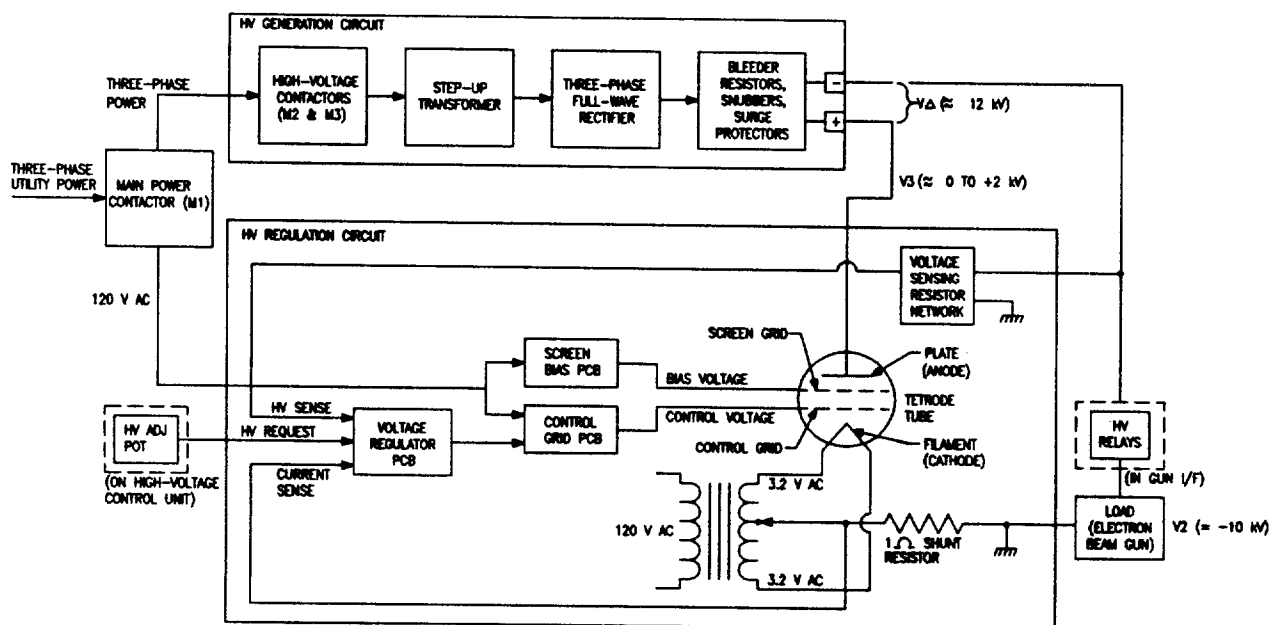 HV GENERATION CIRCUIT
THREE-PHASE
POWER
HIGH-VOLTAGE
CONTACTORS
(M2 & M3)
STEP-UP
TRANSFORMER
THREE-PHASE
FULL-WAVE
RECTIFIER
BLEEDER
RESISTORS,
SNUBBERS,
SURGE
PROTECTORS
-
+
VΔ (≈ 12 kV)
V3 (≈ 0 TO +2 kV)
THREE-PHASE
UTILITY POWER
MAIN POWER
CONTACTOR (M1)
120 V AC
HV REGULATION CIRCUIT
VOLTAGE
SENSING
RESISTOR
NETWORK
SCREEN GRID
PLATE
(ANODE)
SCREEN
BIAS PCB
BIAS VOLTAGE
TETRODE
TUBE
CONTROL
GRID PCB
CONTROL VOLTAGE
CONTROL GRID
FILAMENT
(CATHODE)
HV SENSE
HV REQUEST
CURRENT
SENSE
VOLTAGE
REGULATOR
PCB
HV ADJ
POT
(ON HIGH-VOLTAGE
CONTROL UNIT)
HV
RELAYS
(IN GUN I/F)
3.2 V AC
120 V AC
3.2 V AC
1Ω SHUNT
RESISTOR
LOAD
(ELECTRON
BEAM GUN)
V2 (= -10 kV)